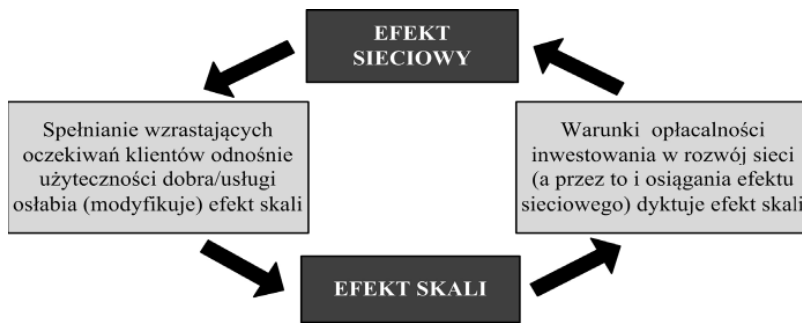 EFEKT
SIECIOWY
Spełnianie wzrastających
oczekiwań klientów odnośnie
użyteczności dobra/usługi
osłabia (modyfikuje) efekt skali
Warunki opłacalności
inwestowania w rozwój sieci
(a przez to i osiągania efektu
sieciowego) dyktuje efekt skali
EFEKT SKALI